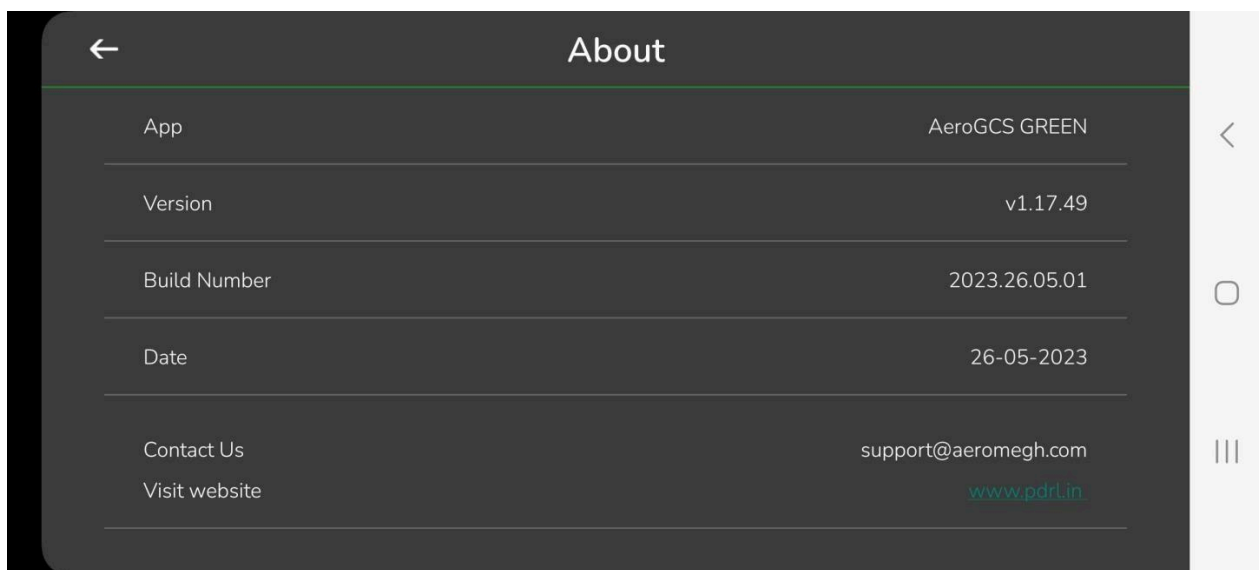 About
App AeroGCS GREEN
Version v1.17.49
Build Number 2023.26.05.01
Date 26-05-2023
Contact Us support@aeromegh.com
Visit website www.pdrl.in